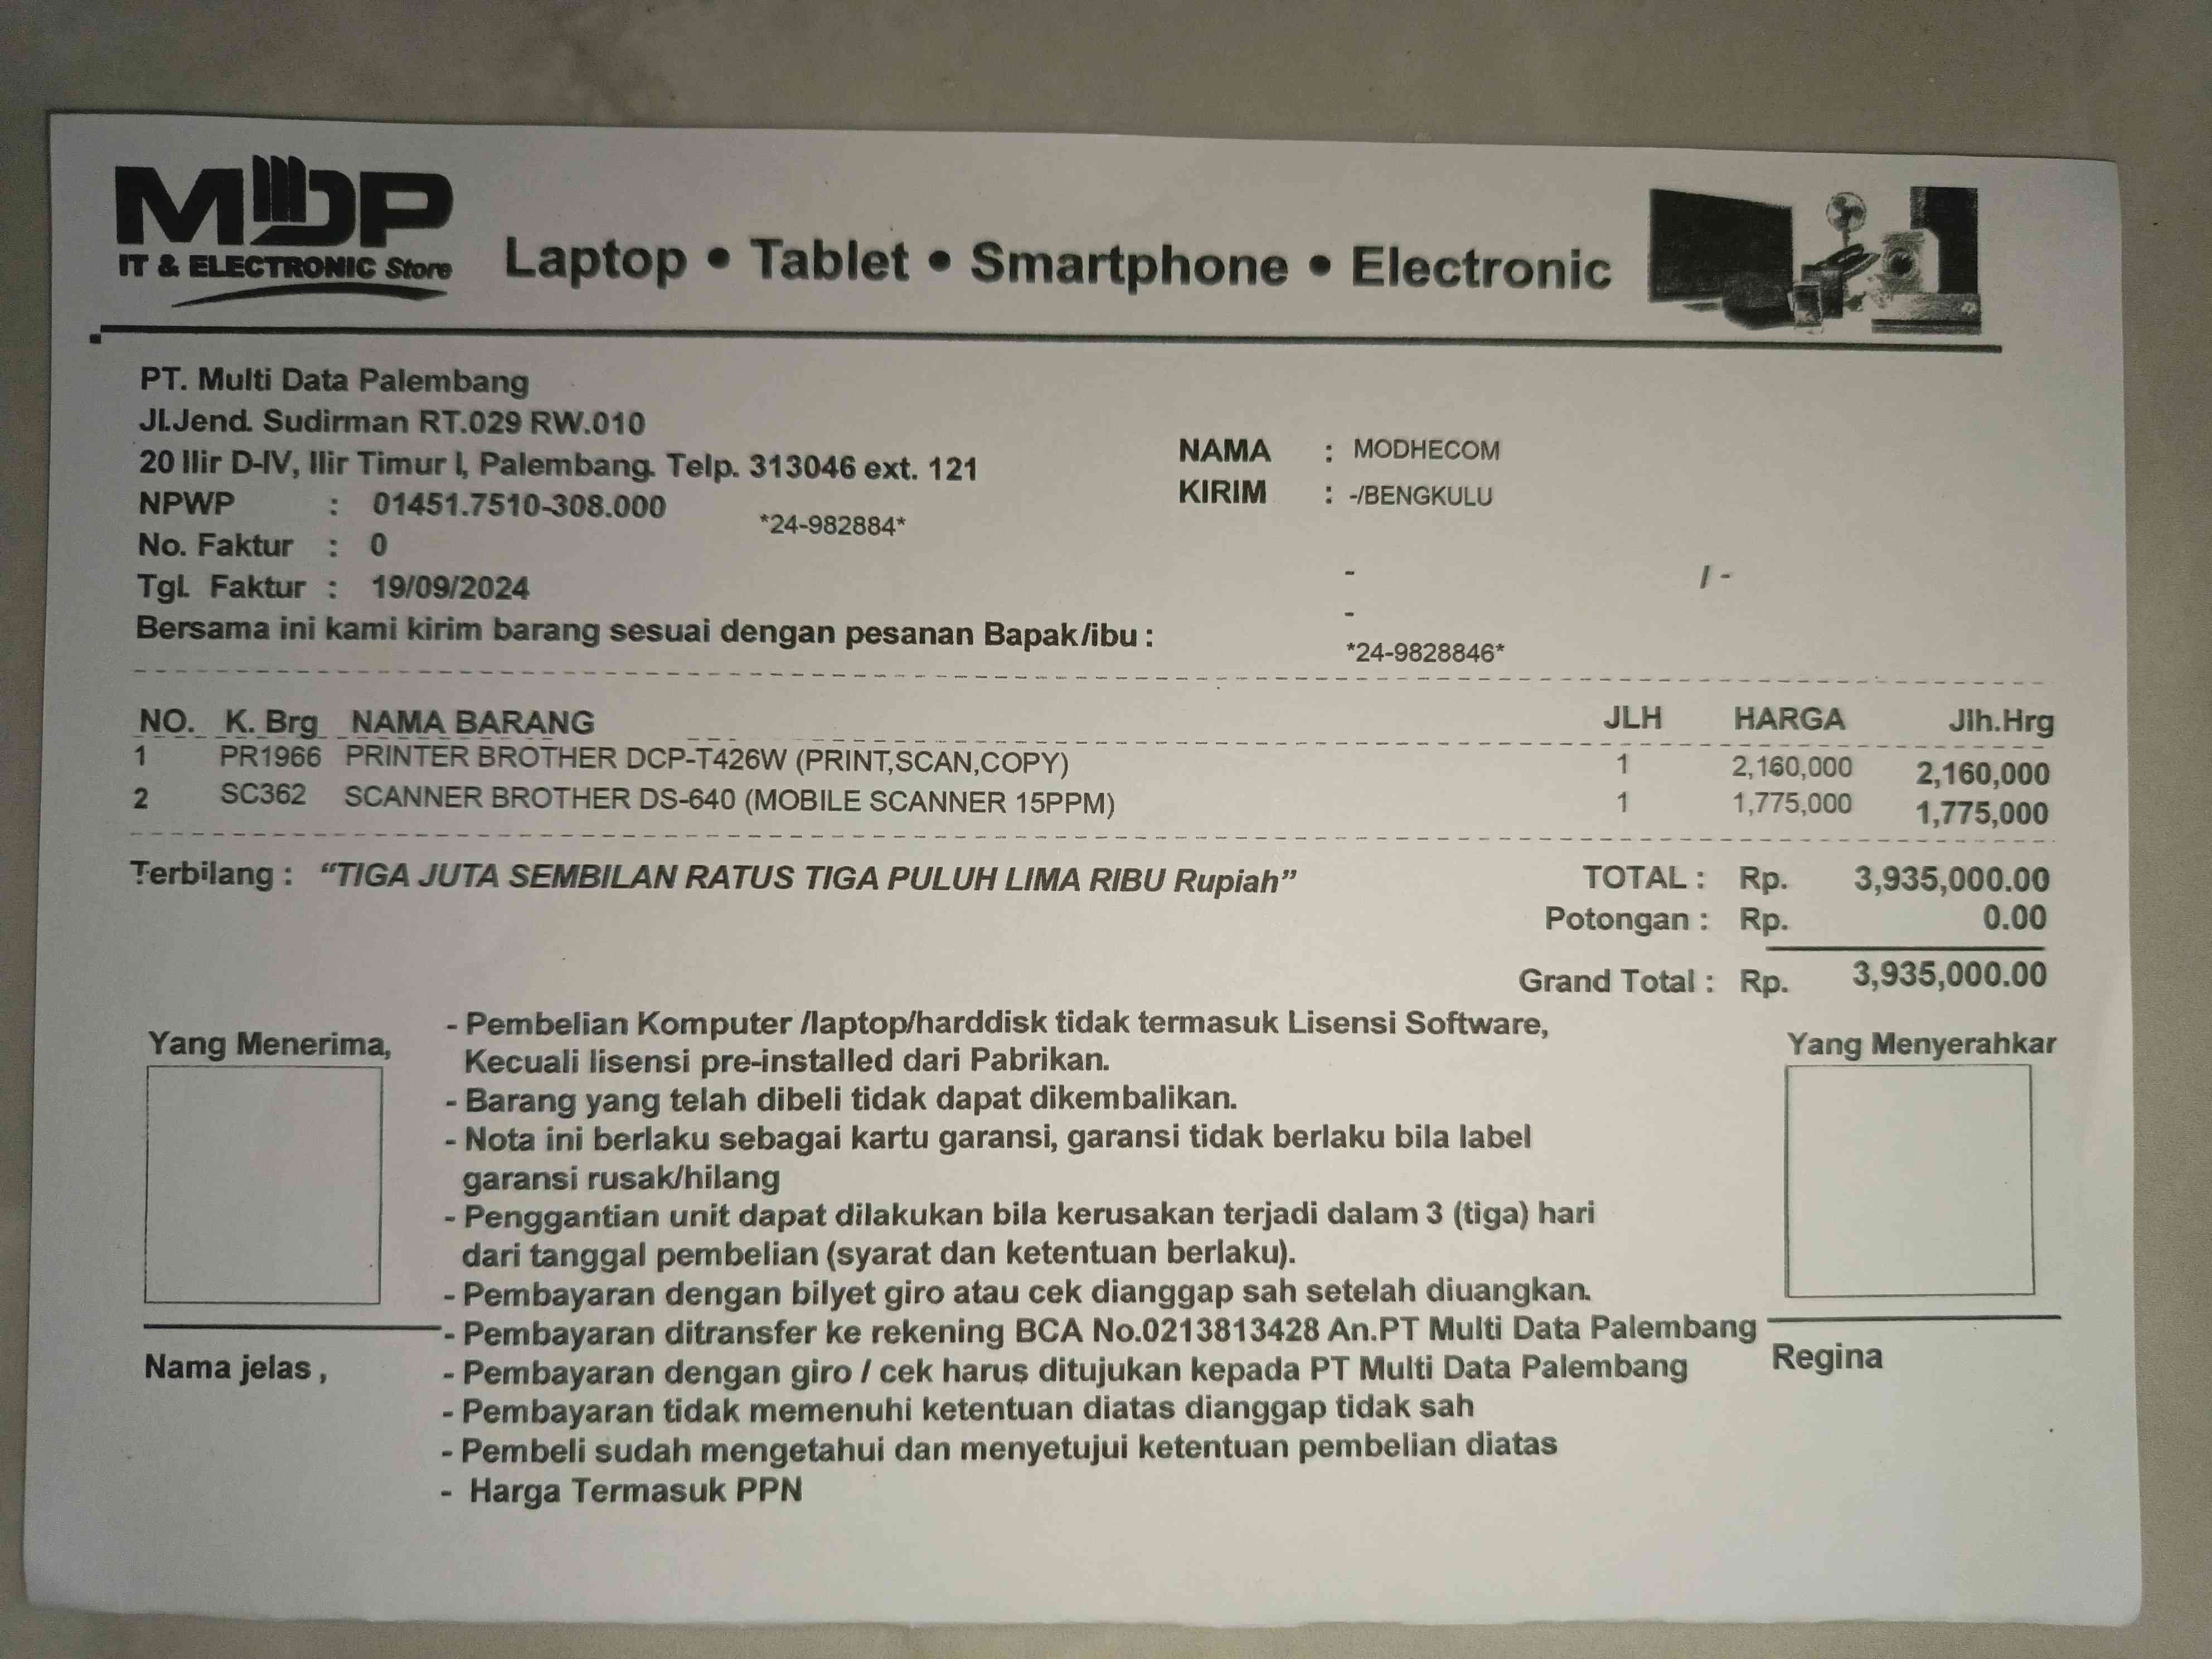 MDP
IT & ELECTRONIC Store
Laptop • Tablet • Smartphone • Electronic
PT. Multi Data Palembang
Jl.Jend. Sudirman RT.029 RW.010
20 Ilir D-IV, Ilir Timur I, Palembang. Telp. 313046 ext. 121
NPWP : 01451.7510-308.000
*24-982884*
No. Faktur : 0
Tgl. Faktur : 19/09/2024
NAMA : MODHECOM
KIRIM : -/BENGKULU
- / -
-
Bersama ini kami kirim barang sesuai dengan pesanan Bapak/ibu :
*24-9828846*
NO. K. Brg NAMA BARANG JLH HARGA Jlh.Hrg
1 PR1966 PRINTER BROTHER DCP-T426W (PRINT,SCAN,COPY) 1 2,160,000 2,160,000
2 SC362 SCANNER BROTHER DS-640 (MOBILE SCANNER 15PPM) 1 1,775,000 1,775,000
Terbilang : “TIGA JUTA SEMBILAN RATUS TIGA PULUH LIMA RIBU Rupiah”
TOTAL : Rp. 3,935,000.00
Potongan : Rp. 0.00
Grand Total : Rp. 3,935,000.00
Yang Menerima,
Nama jelas ,
- Pembelian Komputer /laptop/harddisk tidak termasuk Lisensi Software,
Kecuali lisensi pre-installed dari Pabrikan.
- Barang yang telah dibeli tidak dapat dikembalikan.
- Nota ini berlaku sebagai kartu garansi, garansi tidak berlaku bila label
garansi rusak/hilang
- Penggantian unit dapat dilakukan bila kerusakan terjadi dalam 3 (tiga) hari
dari tanggal pembelian (syarat dan ketentuan berlaku).
- Pembayaran dengan bilyet giro atau cek dianggap sah setelah diuangkan.
- Pembayaran ditransfer ke rekening BCA No.0213813428 An.PT Multi Data Palembang
- Pembayaran dengan giro / cek harus ditujukan kepada PT Multi Data Palembang
- Pembayaran tidak memenuhi ketentuan diatas dianggap tidak sah
- Pembeli sudah mengetahui dan menyetujui ketentuan pembelian diatas
- Harga Termasuk PPN
Yang Menyerahkar
Regina